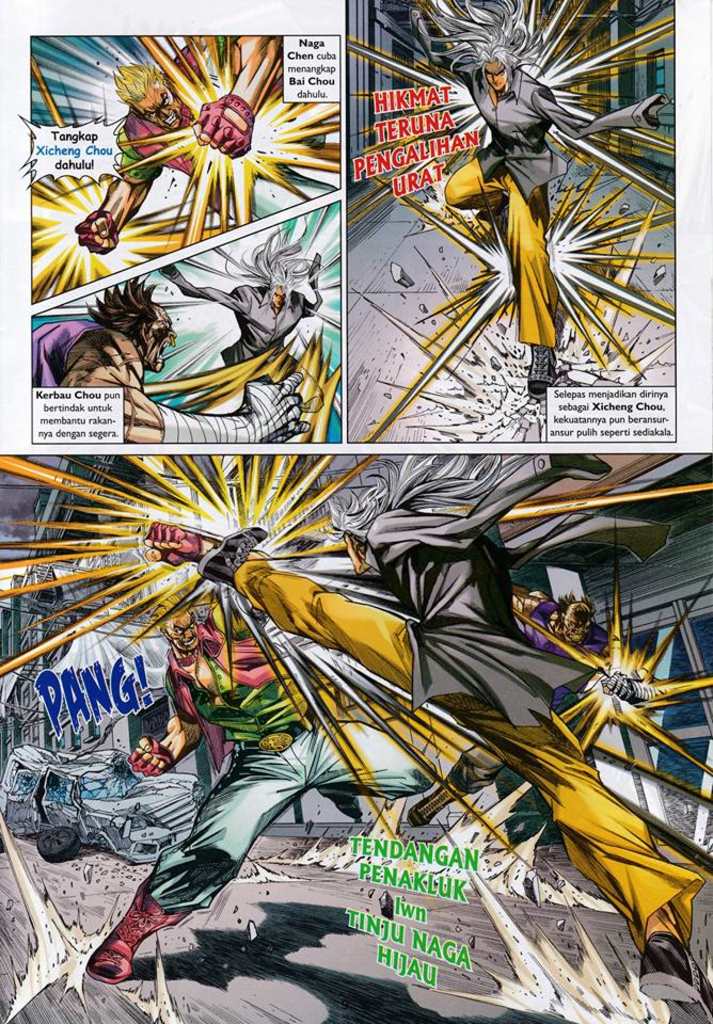 Naga
Chen cuba
menangkap
Bai Chou
dahulu.
Tangkap
Xicheng Chou
dahulu!
Kerbau Chou pun
bertindak untuk
membantu rakan-
nya dengan segera.
HIKMAT
TERUNA
PENGALIHAN
URAT
Selepas menjadikan dirinya
sebagai Xicheng Chou,
kekuatannya pun beransur-
ansur pulih seperti sediakala.
PANG!
TENDANGAN
PENAKLUK
lwn
TINJU NAGA
HIJAU